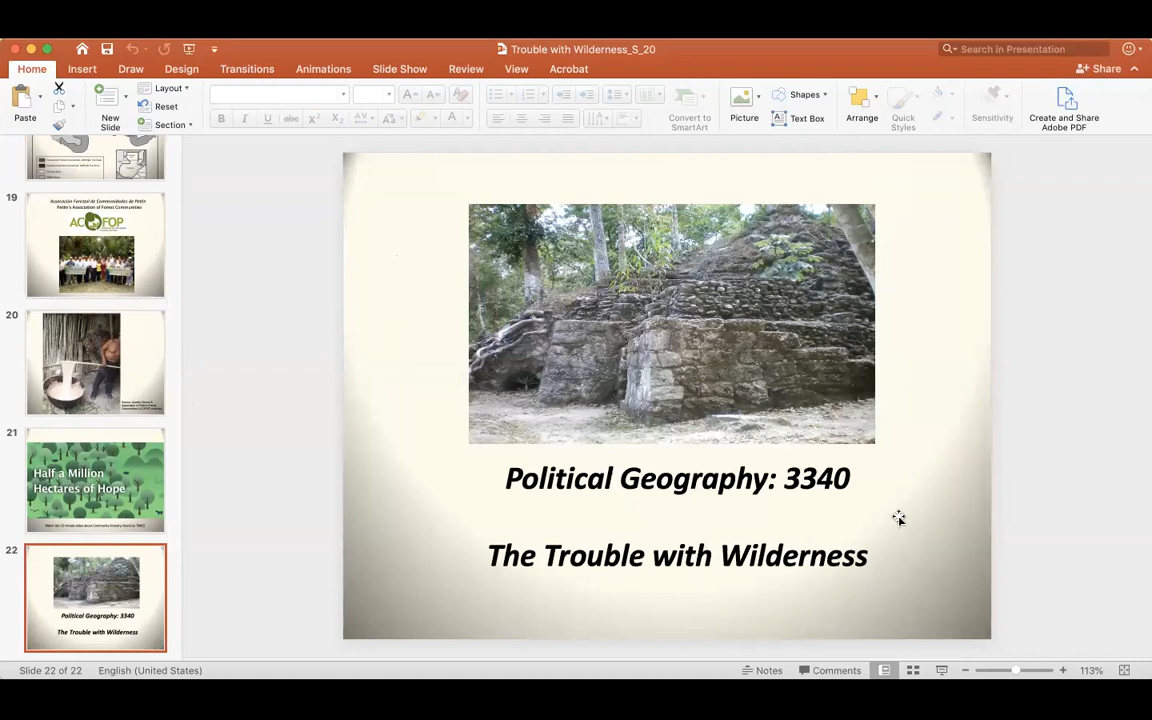 Trouble with Wilderness_S_20
Search in Presentation
Home Insert Draw Design Transitions Animations Slide Show Review View Acrobat
Share
Paste
New Slide
Layout
Reset
Section
B I U abc X² X₂
Convert to SmartArt
Picture
Shapes
Text Box
Arrange
Quick Styles
Sensitivity
Create and Share Adobe PDF
19
ACOFOP
20
21
Half a Million
Hectares of Hope
22
Political Geography: 3340
The Trouble with Wilderness
Political Geography: 3340
The Trouble with Wilderness
Slide 22 of 22 English (United States)
Notes Comments 113%